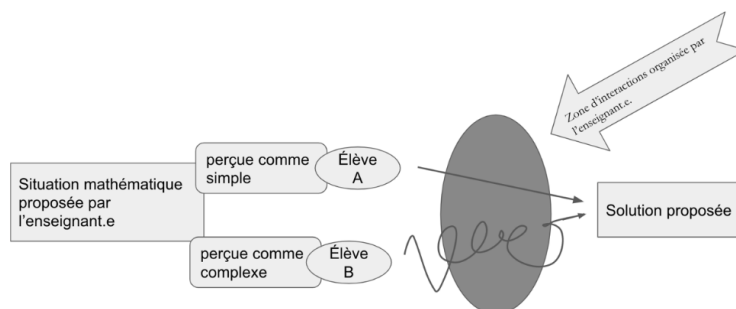 Zone d'interactions organisée par
l'enseignant.e.
perçue comme
simple
Élève
A
Situation mathématique
proposée par
l'enseignant.e
Solution proposée
perçue comme
complexe
Élève
B